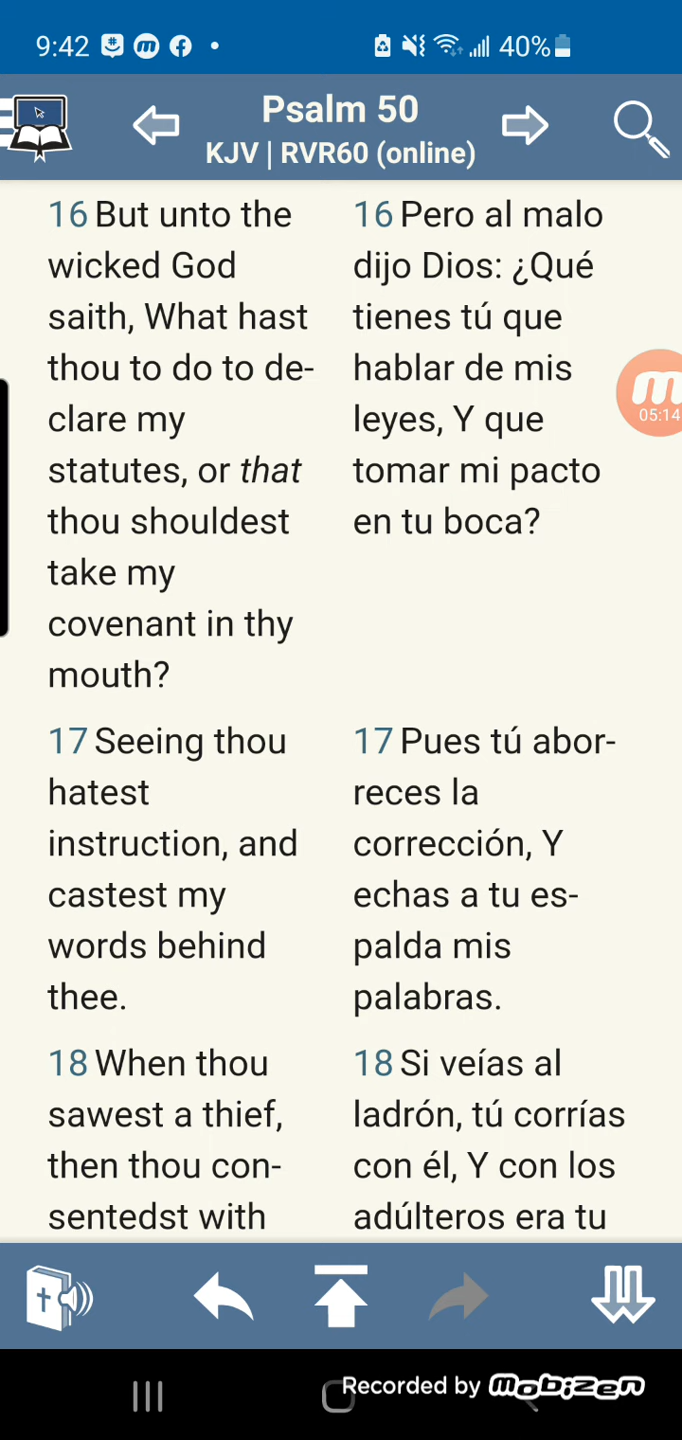 9:42
40%
Psalm 50
KJV | RVR60 (online)
16 But unto the
wicked God
saith, What hast
thou to do to de-
clare my
statutes, or that
thou shouldest
take my
covenant in thy
mouth?
16 Pero al malo
dijo Dios: ¿Qué
tienes tú que
hablar de mis
leyes, Y que
tomar mi pacto
en tu boca?
m
05:14
17 Seeing thou
hatest
instruction, and
castest my
words behind
thee.
17 Pues tú abor-
reces la
corrección, Y
echas a tu es-
palda mis
palabras.
18 When thou
sawest a thief,
then thou con-
sentedst with
18 Si veías al
ladrón, tú corrías
con él, Y con los
adúlteros era tu
Recorded by mobizen